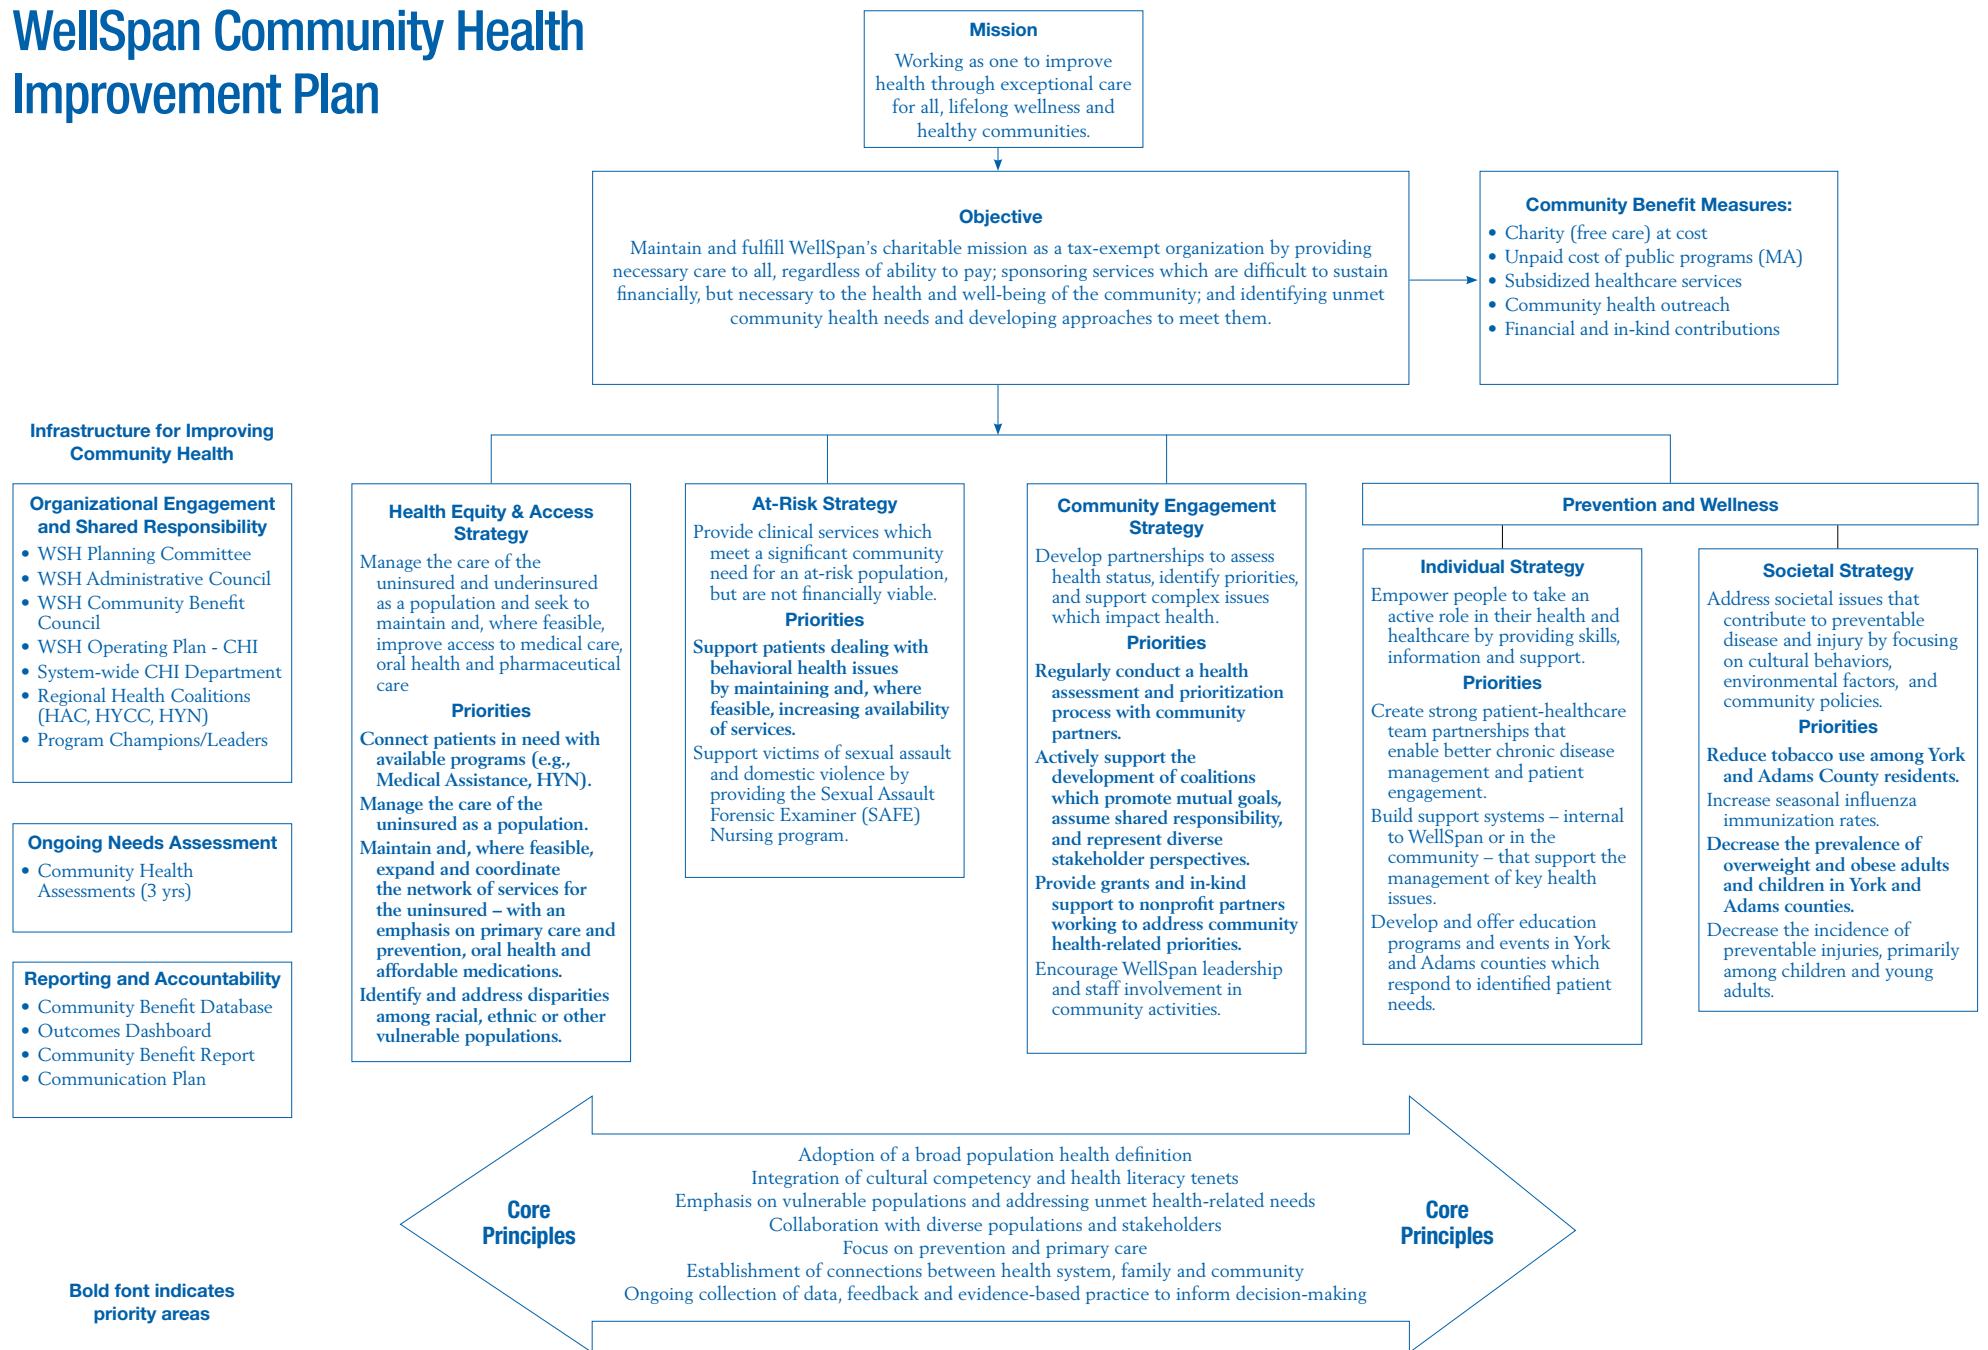 WellSpan Community Health
Improvement Plan
Mission
Working as one to improve
health through exceptional care
for all, lifelong wellness and
healthy communities.
Objective
Maintain and fulfill WellSpan's charitable mission as a tax-exempt organization by providing
necessary care to all, regardless of ability to pay; sponsoring services which are difficult to sustain
financially, but necessary to the health and well-being of the community; and identifying unmet
community health needs and developing approaches to meet them.
Community Benefit Measures:
• Charity (free care) at cost
• Unpaid cost of public programs (MA)
• Subsidized healthcare services
• Community health outreach
• Financial and in-kind contributions
Infrastructure for Improving
Community Health
Organizational Engagement
and Shared Responsibility
• WSH Planning Committee
• WSH Administrative Council
• WSH Community Benefit
Council
• WSH Operating Plan - CHI
• System-wide CHI Department
• Regional Health Coalitions
(HAC, HYCC, HYN)
• Program Champions/Leaders
Ongoing Needs Assessment
• Community Health
Assessments (3 yrs)
Reporting and Accountability
• Community Benefit Database
• Outcomes Dashboard
• Community Benefit Report
• Communication Plan
Health Equity & Access
Strategy
Manage the care of the
uninsured and underinsured
as a population and seek to
maintain and, where feasible,
improve access to medical care,
oral health and pharmaceutical
care
Priorities
Connect patients in need with
available programs (e.g.,
Medical Assistance, HYN).
Manage the care of the
uninsured as a population.
Maintain and, where feasible,
expand and coordinate
the network of services for
the uninsured – with an
emphasis on primary care and
prevention, oral health and
affordable medications.
Identify and address disparities
among racial, ethnic or other
vulnerable populations.
At-Risk Strategy
Provide clinical services which
meet a significant community
need for an at-risk population,
but are not financially viable.
Priorities
Support patients dealing with
behavioral health issues
by maintaining and, where
feasible, increasing availability
of services.
Support victims of sexual assault
and domestic violence by
providing the Sexual Assault
Forensic Examiner (SAFE)
Nursing program.
Community Engagement
Strategy
Develop partnerships to assess
health status, identify priorities,
and support complex issues
which impact health.
Priorities
Regularly conduct a health
assessment and prioritization
process with community
partners.
Actively support the
development of coalitions
which promote mutual goals,
assume shared responsibility,
and represent diverse
stakeholder perspectives.
Provide grants and in-kind
support to nonprofit partners
working to address community
health-related priorities.
Encourage WellSpan leadership
and staff involvement in
community activities.
Prevention and Wellness
Individual Strategy
Empower people to take an
active role in their health and
healthcare by providing skills,
information and support.
Priorities
Create strong patient-healthcare
team partnerships that
enable better chronic disease
management and patient
engagement.
Build support systems – internal
to WellSpan or in the
community – that support the
management of key health
issues.
Develop and offer education
programs and events in York
and Adams counties which
respond to identified patient
needs.
Societal Strategy
Address societal issues that
contribute to preventable
disease and injury by focusing
on cultural behaviors,
environmental factors, and
community policies.
Priorities
Reduce tobacco use among York
and Adams County residents.
Increase seasonal influenza
immunization rates.
Decrease the prevalence of
overweight and obese adults
and children in York and
Adams counties.
Decrease the incidence of
preventable injuries, primarily
among children and young
adults.
Core
Principles
Adoption of a broad population health definition
Integration of cultural competency and health literacy tenets
Emphasis on vulnerable populations and addressing unmet health-related needs
Collaboration with diverse populations and stakeholders
Focus on prevention and primary care
Establishment of connections between health system, family and community
Ongoing collection of data, feedback and evidence-based practice to inform decision-making
Core
Principles
Bold font indicates
priority areas